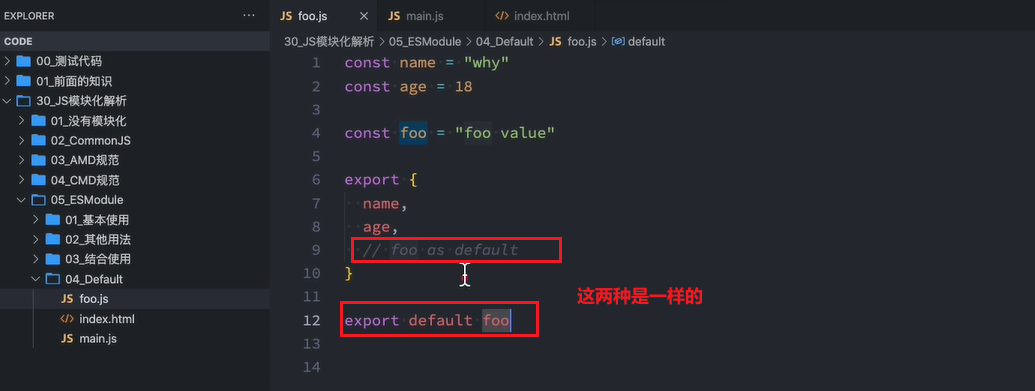 EXPLORER
···
JS foo.js ×
JS main.js
<> index.html
CODE
00_测试代码
01_前面的知识
30_JS模块化解析
01_没有模块化
02_CommonJS
03_AMD规范
04_CMD规范
05_ESModule
01_基本使用
02_其他用法
03_结合使用
04_Default
JS foo.js
<> index.html
JS main.js
30_JS模块化解析 > 05_ESModule > 04_Default > JS foo.js > default
1 const name = "why"
2 const age = 18
3
4 const foo = "foo value"
5
6 export {
7 name,
8 age,
9 // foo as default
10 }
11
12 export default foo
13
14
这两种是一样的